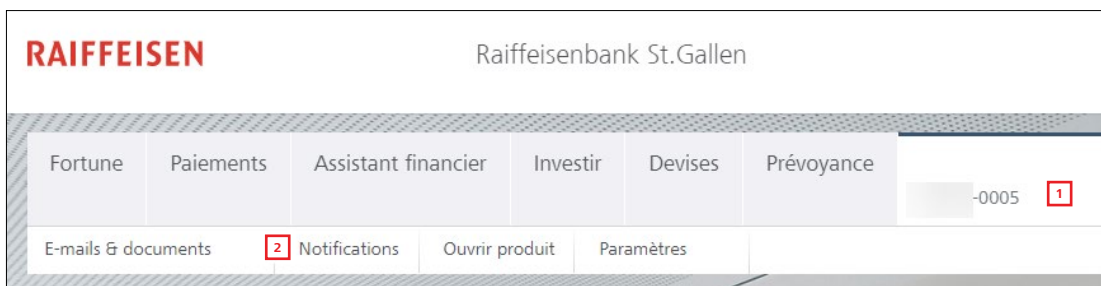 RAIFFEISEN
Raiffeisenbank St.Gallen
Fortune Paiements Assistant financier Investir Devises Prévoyance
-0005 1
E-mails & documents 2 Notifications Ouvrir produit Paramètres